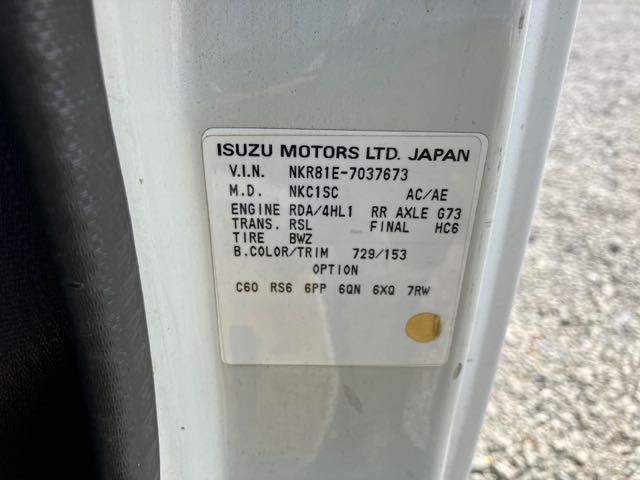 ISUZU MOTORS LTD. JAPAN
V.I.N. NKR81E-7037673
M.D. NKC1SC AC/AE
ENGINE RDA/4HL1 RR AXLE G73
TRANS. RSL FINAL HC6
TIRE BWZ
B.COLOR/TRIM 729/153
OPTION
C60 RS6 6PP 6QN 6XQ 7RW